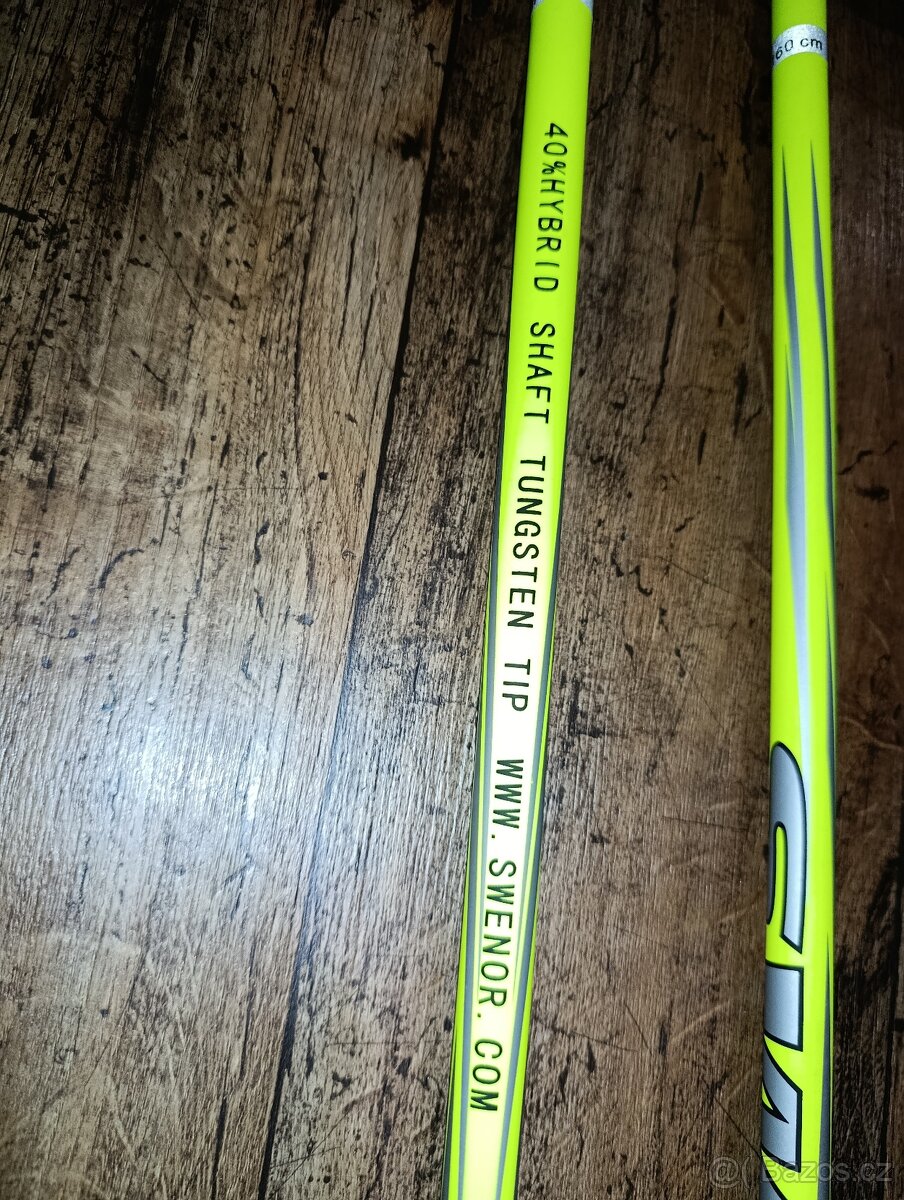 40%HYBRID SHAFT TUNGSTEN TIP WWW.SWENOR.COM
60 cm
Bazos.cz